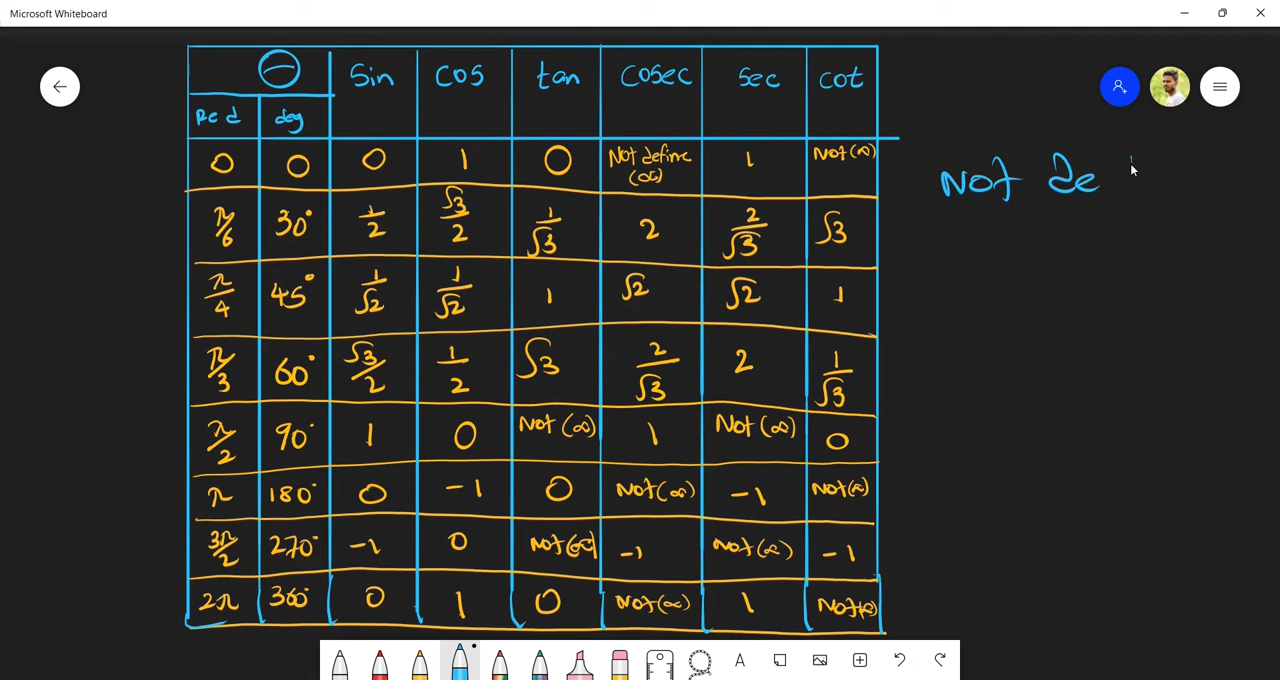 Microsoft Whiteboard
Θ Sin cos tan cosec sec cot
Red deg
0 0 0 1 0 Not define (∞) 1 Not(∞)
π/6 30° 1/2 √3/2 1/√3 2 2/√3 √3
π/4 45° 1/√2 1/√2 1 √2 √2 1
π/3 60° √3/2 1/2 √3 2/√3 2 1/√3
π/2 90° 1 0 Not(∞) 1 Not(∞) 0
π 180° 0 -1 0 Not(∞) -1 Not(∞)
3π/2 270° -1 0 Not(∞) -1 Not(∞) -1
2π 360° 0 1 0 Not(∞) 1 Not(∞)
Not de
A